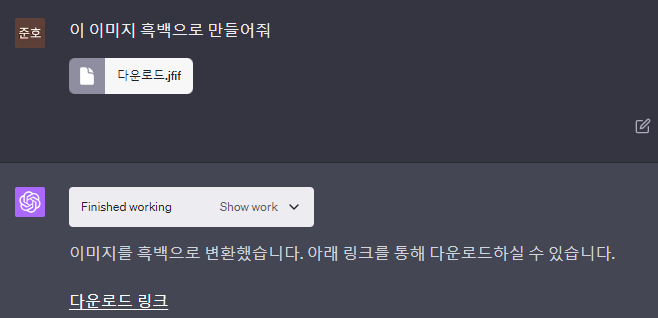 준호
이 이미지 흑백으로 만들어줘
다운로드.jfif
Finished working Show work
이미지를 흑백으로 변환했습니다. 아래 링크를 통해 다운로드하실 수 있습니다.
다운로드 링크